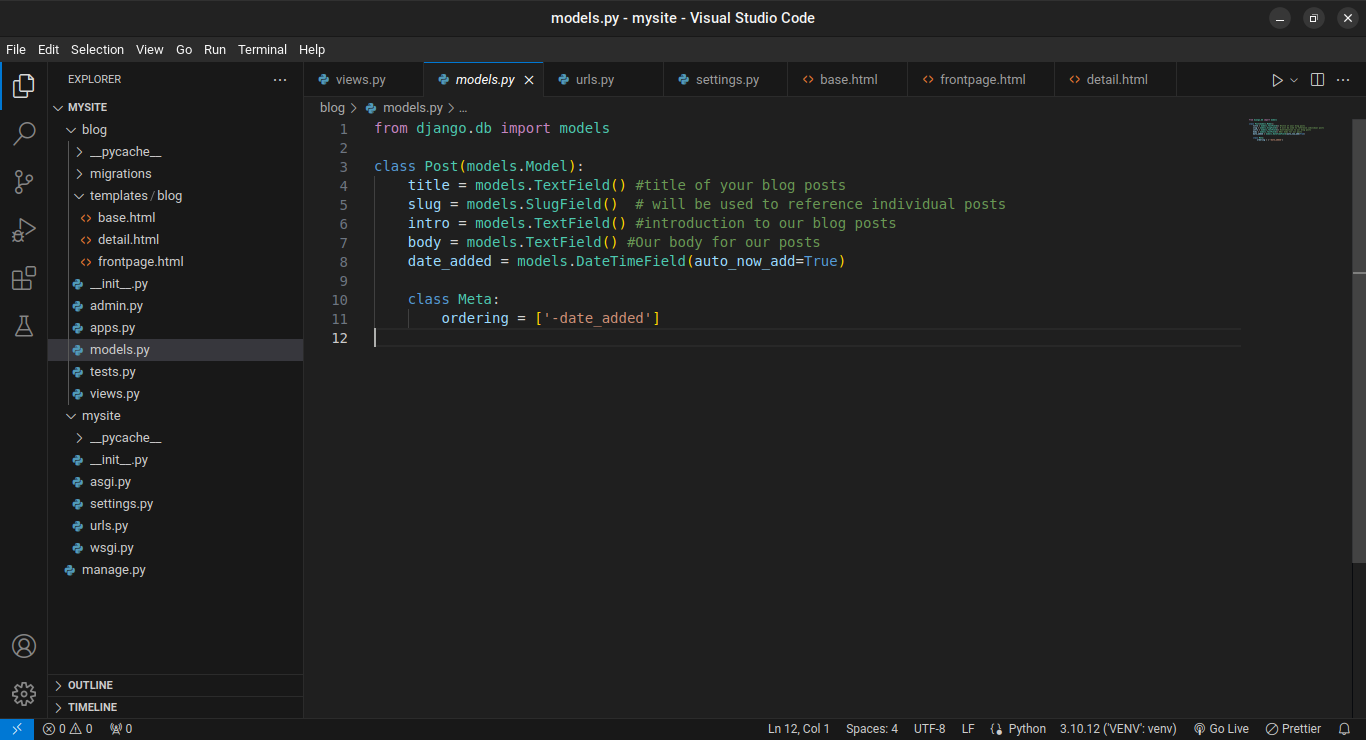 models.py - mysite - Visual Studio Code
File Edit Selection View Go Run Terminal Help
EXPLORER
MYSITE
blog
__pycache__
migrations
templates / blog
base.html
detail.html
frontpage.html
__init__.py
admin.py
apps.py
models.py
tests.py
views.py
mysite
__pycache__
__init__.py
asgi.py
settings.py
urls.py
wsgi.py
manage.py
OUTLINE
TIMELINE
views.py models.py urls.py settings.py base.html frontpage.html detail.html
blog > models.py > ...
1 from django.db import models
2
3 class Post(models.Model):
4     title = models.TextField() #title of your blog posts
5     slug = models.SlugField()  # will be used to reference individual posts
6     intro = models.TextField() #introduction to our blog posts
7     body = models.TextField() #Our body for our posts
8     date_added = models.DateTimeField(auto_now_add=True)
9
10     class Meta:
11         ordering = ['-date_added']
12
0 0 0 Ln 12, Col 1 Spaces: 4 UTF-8 LF Python 3.10.12 ('VENV': venv) Go Live Prettier